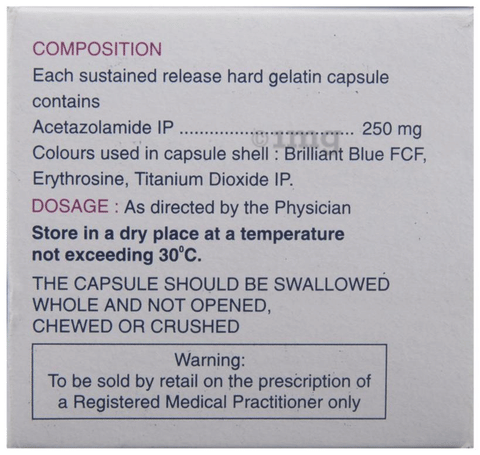 COMPOSITION
Each sustained release hard gelatin capsule
contains
Acetazolamide IP ................................... 250 mg
Colours used in capsule shell : Brilliant Blue FCF,
Erythrosine, Titanium Dioxide IP.
DOSAGE : As directed by the Physician
Store in a dry place at a temperature
not exceeding 30⁰C.
THE CAPSULE SHOULD BE SWALLOWED
WHOLE AND NOT OPENED,
CHEWED OR CRUSHED
Warning:
To be sold by retail on the prescription of
a Registered Medical Practitioner only
1mg